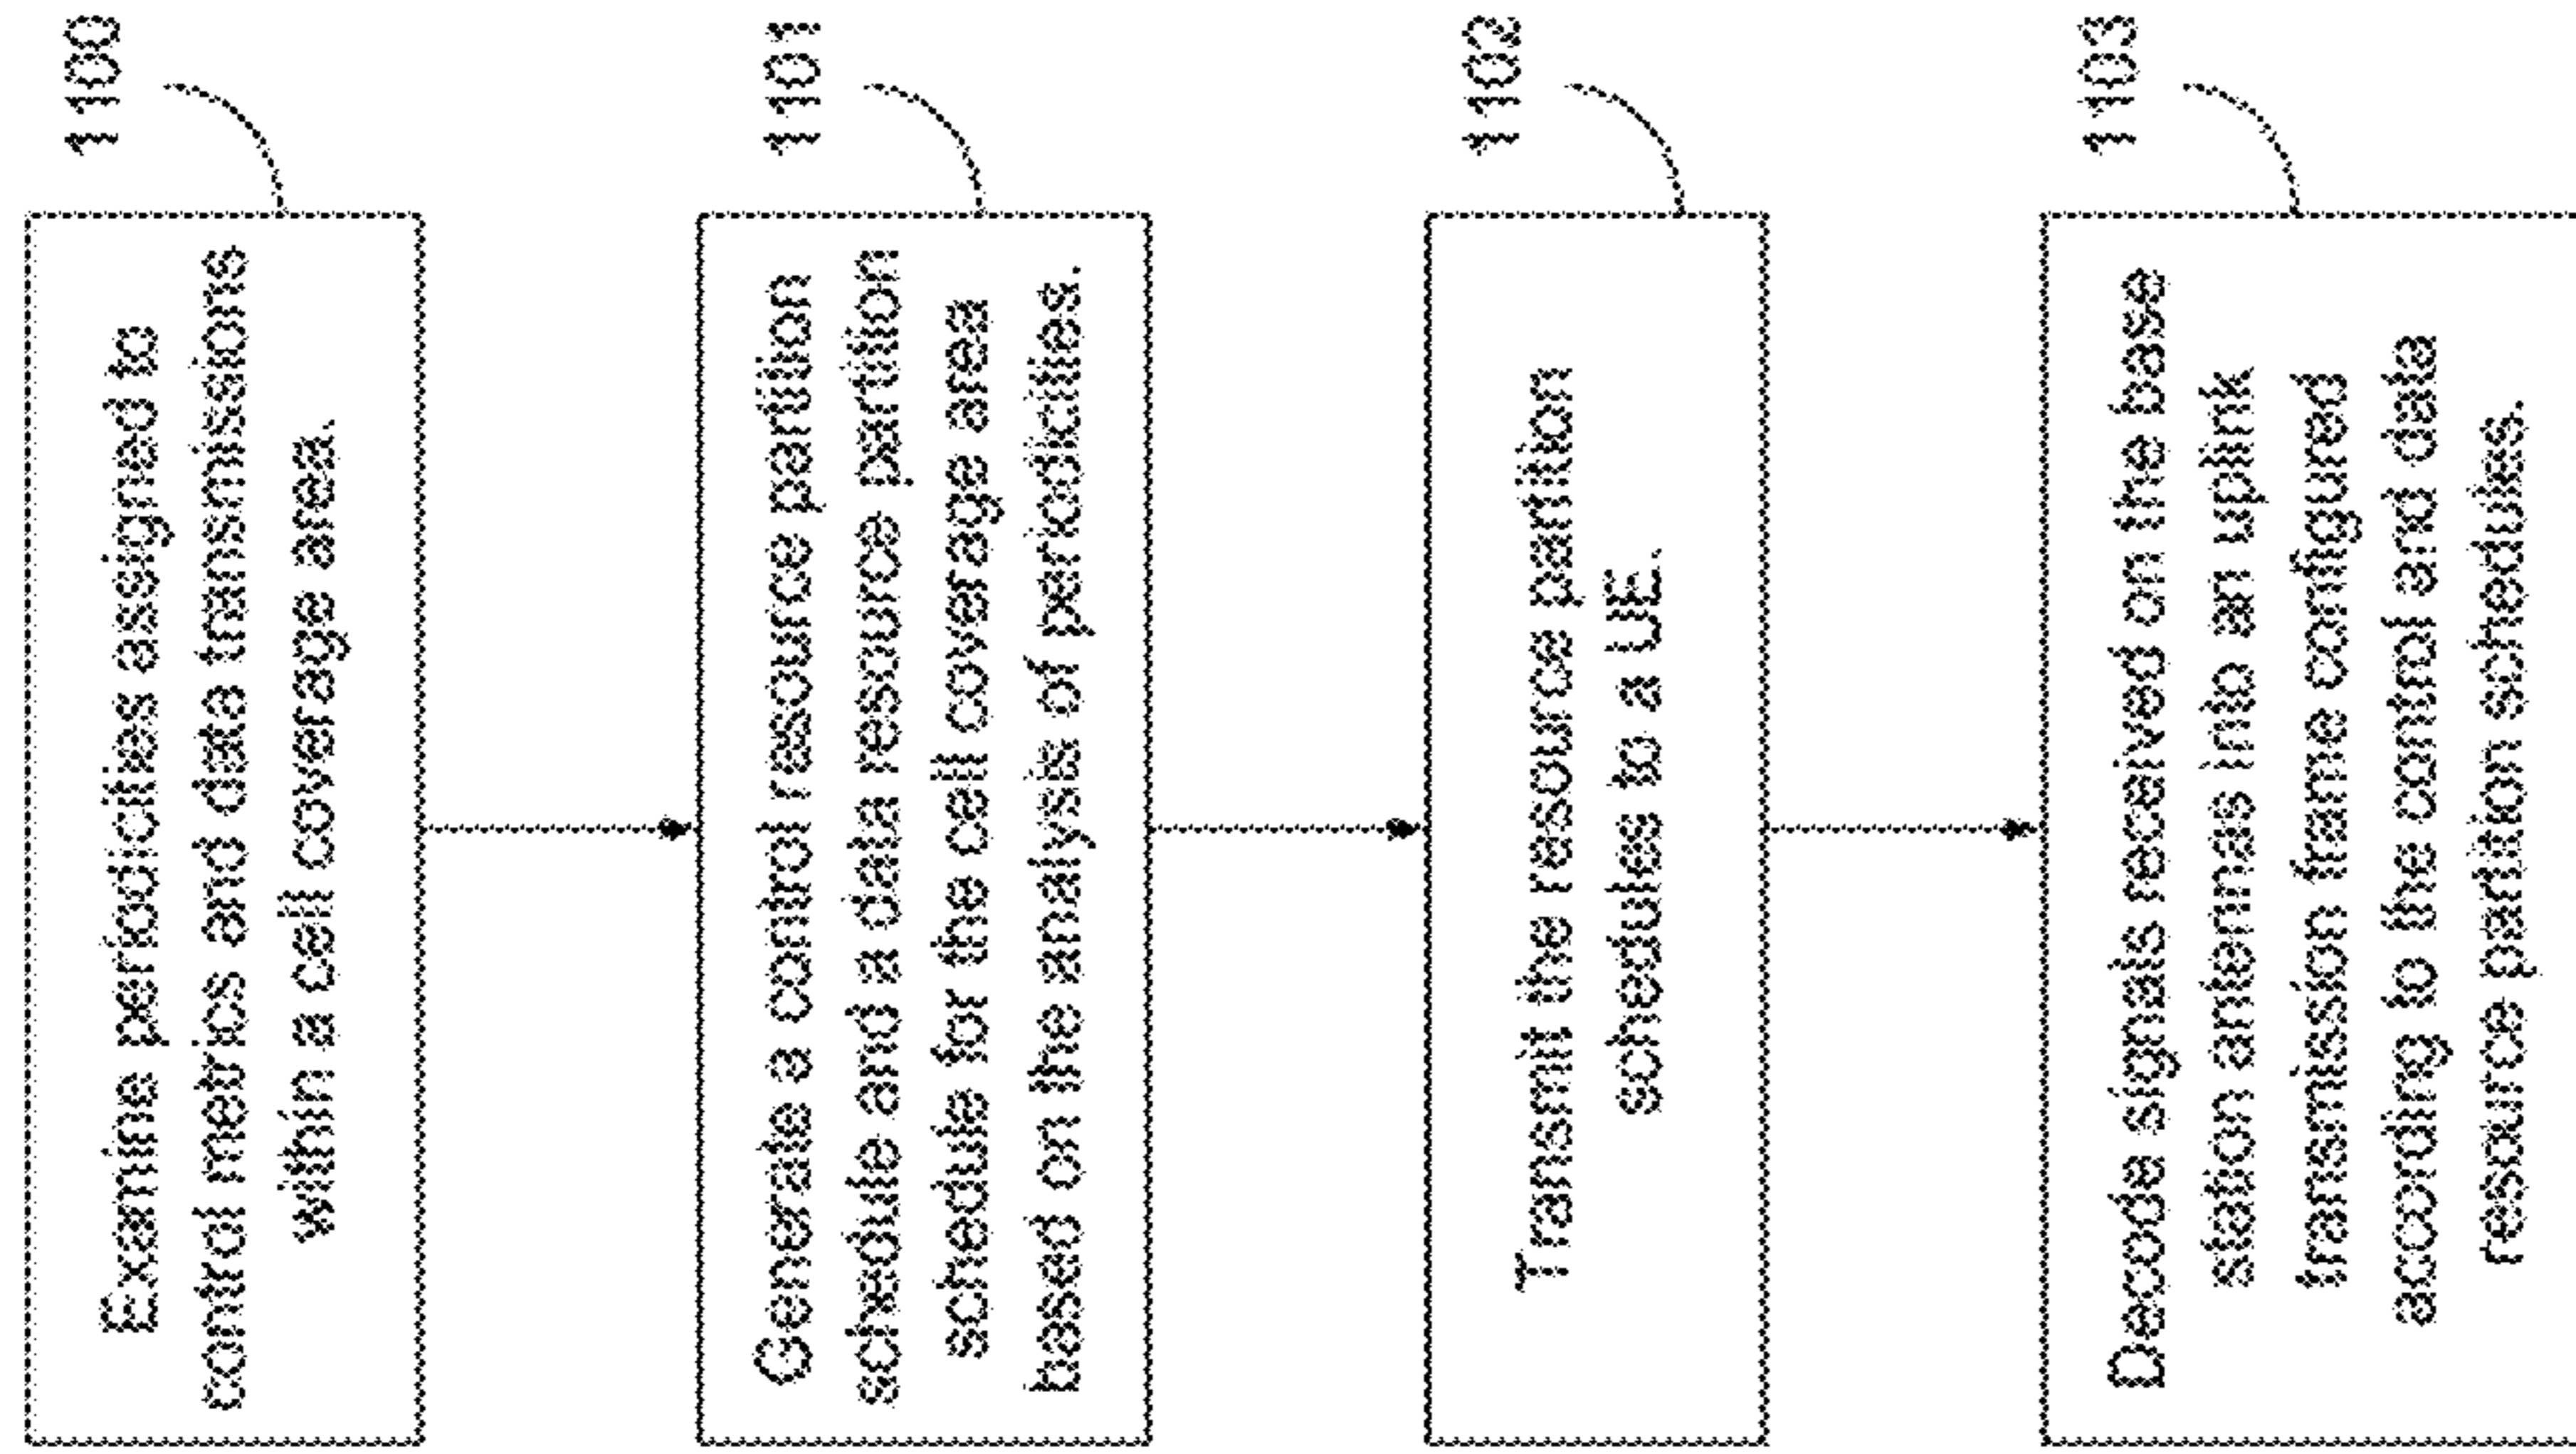 1100
Examine periodicities assigned to
control metrics and data transmissions
within a cell coverage area.
1101
Generate a control resource partition
schedule and a data resource partition
schedule for the cell coverage area
based on the analysis of periodicities.
1102
Transmit the resource partition
schedules to a UE.
1103
Decode signals received on the base
station antennas into an uplink
transmission frame configured
according to the control and data
resource partition schedules.